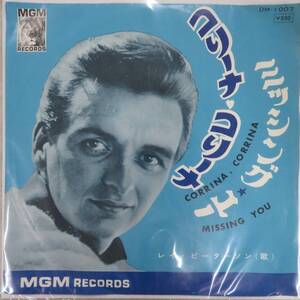 MGM
RECORDS
DM-1007
¥330
コリーナ・コリーナ
CORRINA, CORRINA
ミッシング・ユー
MISSING YOU
レイ・ピータースン(歌)
MGM RECORDS